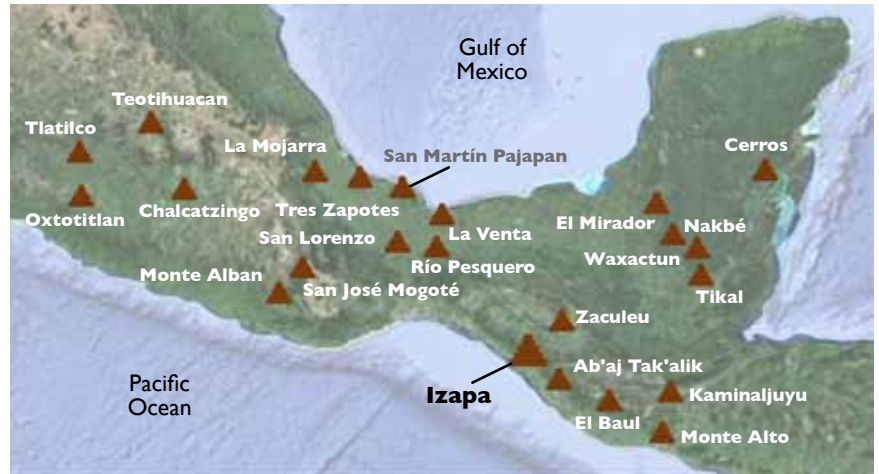 Gulf of
Mexico
Teotihuacan
Tlatilco
La Mojarra
San Martín Pajapan
Cerros
Oxtotitlan
Chalcatzingo
Tres Zapotes
El Mirador
Nakbé
San Lorenzo
La Venta
Waxactun
Río Pesquero
Monte Alban
San José Mogoté
Tikal
Zaculeu
Pacific
Ocean
Izapa
Ab'aj Tak'alik
Kaminaljuyu
El Baul
Monte Alto